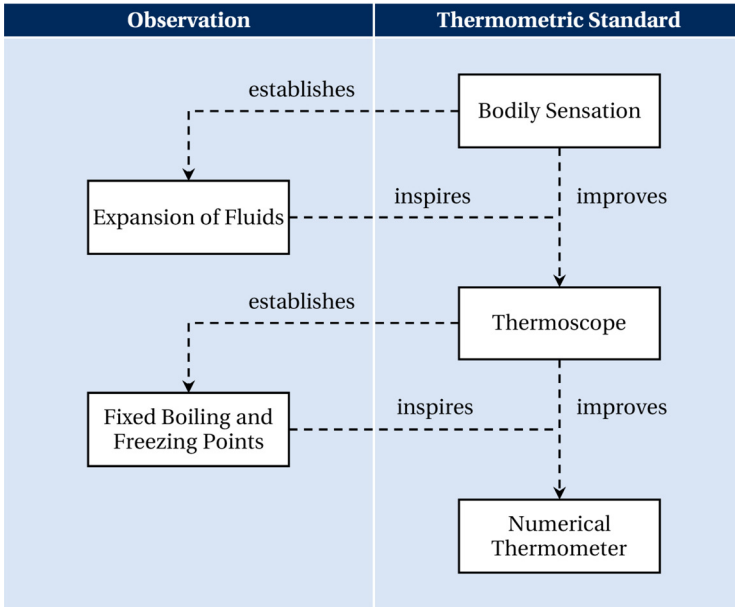 Observation
Thermometric Standard
establishes
Bodily Sensation
Expansion of Fluids
inspires
improves
establishes
Thermoscope
Fixed Boiling and
Freezing Points
inspires
improves
Numerical
Thermometer